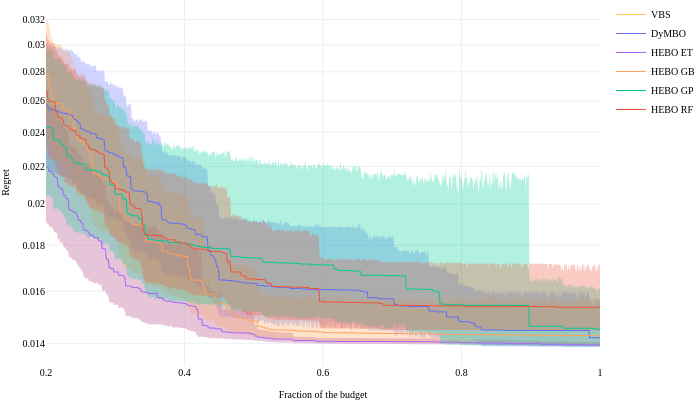 0.032
0.03
0.028
0.026
0.024
0.022
0.02
0.018
0.016
0.014
Regret
0.2
0.4
0.6
0.8
1
Fraction of the budget
VBS
DyMBO
HEBO ET
HEBO GB
HEBO GP
HEBO RF